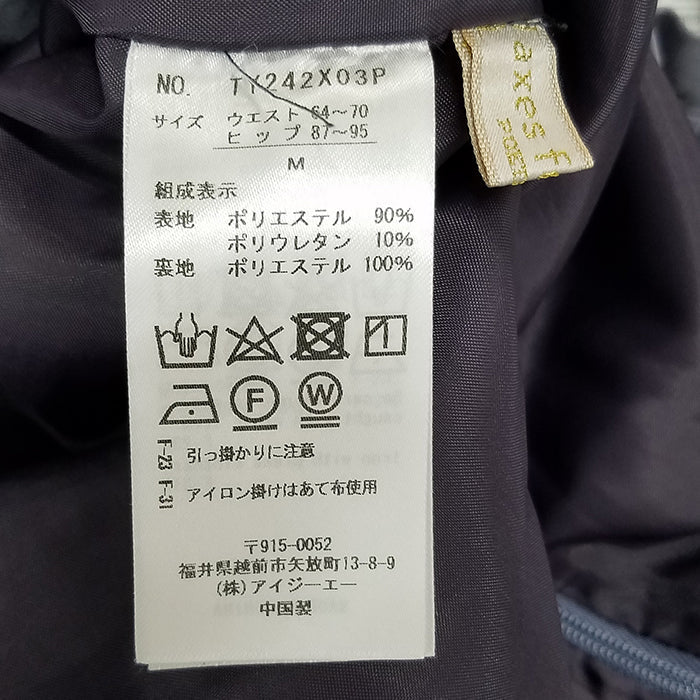 NO. TY242X03P
サイズ ウエスト 64～70
ヒップ 87～95
M
組成表示
表地 ポリエステル 90%
ポリウレタン 10%
裏地 ポリエステル 100%
F
W
F-23 引っ掛かりに注意
F-31 アイロン掛けはあて布使用
〒915-0052
福井県越前市矢放町13-8-9
(株)アイジーエー
中国製
axes f